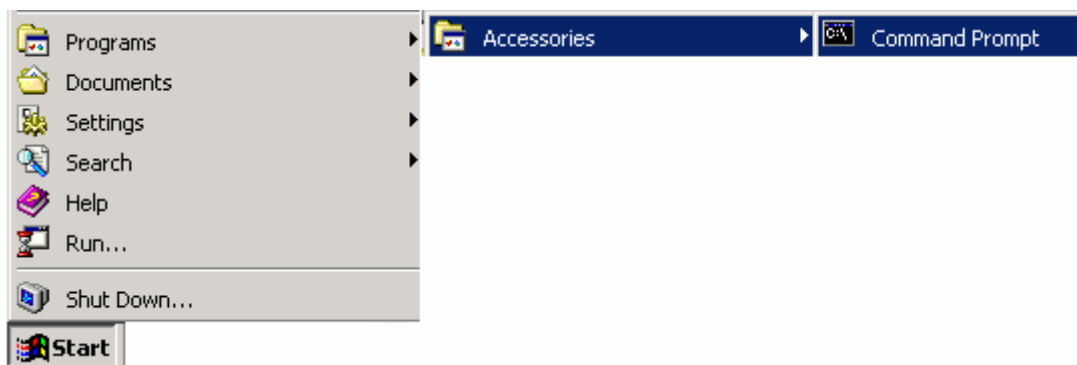 Programs Accessories Command Prompt
Documents
Settings
Search
Help
Run...
Shut Down...
Start